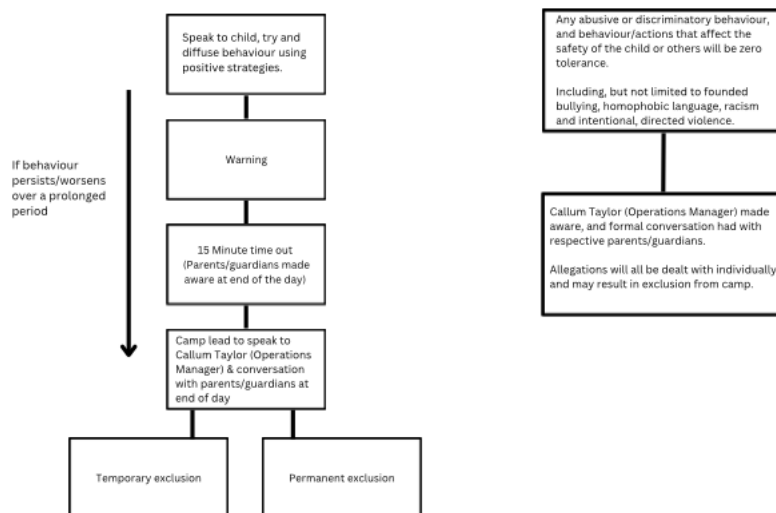 Speak to child, try and
diffuse behaviour using
positive strategies.
If behaviour
persists/worsens
over a prolonged
period
Warning
15 Minute time out
(Parents/guardians made
aware at end of the day)
Camp lead to speak to
Callum Taylor (Operations
Manager) & conversation
with parents/guardians at
end of day
Temporary exclusion
Permanent exclusion
Any abusive or discriminatory behaviour,
and behaviour/actions that affect the
safety of the child or others will be zero
tolerance.
Including, but not limited to founded
bullying, homophobic language, racism
and intentional, directed violence.
Callum Taylor (Operations Manager) made
aware, and formal conversation had with
respective parents/guardians.
Allegations will all be dealt with individually
and may result in exclusion from camp.